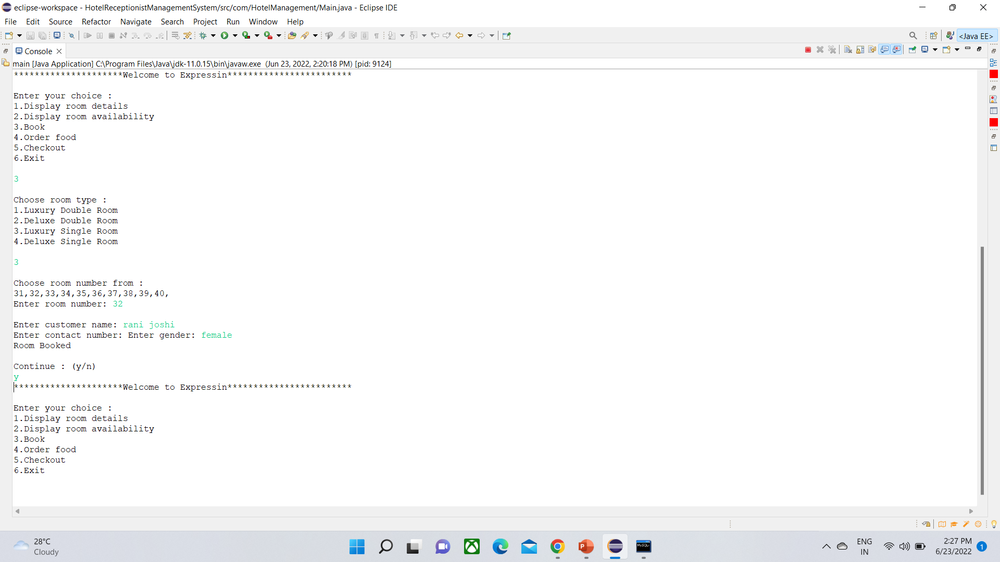 eclipse-workspace - HotelReceptionistManagementSystem/src/com/HotelManagement/Main.java - Eclipse IDE
File Edit Source Refactor Navigate Search Project Run Window Help
<Java EE>
Console
main [Java Application] C:\Program Files\Java\jdk-11.0.15\bin\javaw.exe (Jun 23, 2022, 2:20:18 PM) [pid: 9124]
*********************Welcome to Expressin************************
Enter your choice :
1.Display room details
2.Display room availability
3.Book
4.Order food
5.Checkout
6.Exit
3
Choose room type :
1.Luxury Double Room
2.Deluxe Double Room
3.Luxury Single Room
4.Deluxe Single Room
3
Choose room number from :
31,32,33,34,35,36,37,38,39,40,
Enter room number: 32
Enter customer name: rani joshi
Enter contact number: Enter gender: female
Room Booked
Continue : (y/n)
y
*********************Welcome to Expressin************************
Enter your choice :
1.Display room details
2.Display room availability
3.Book
4.Order food
5.Checkout
6.Exit
28°C
Cloudy
MySQL
ENG
IN
2:27 PM
6/23/2022
1